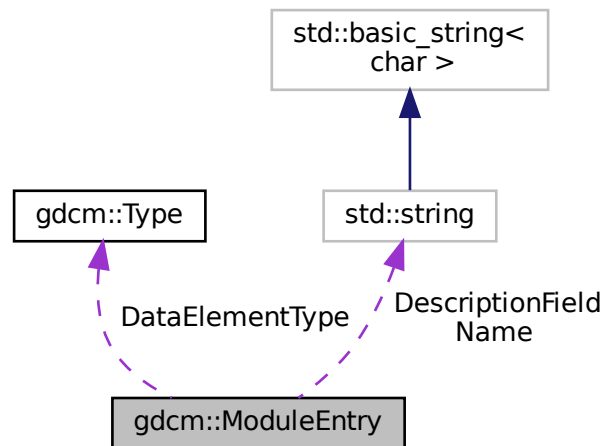 std::basic_string<
char >
gdcm::Type
std::string
DataElementType
DescriptionField
Name
gdcm::ModuleEntry